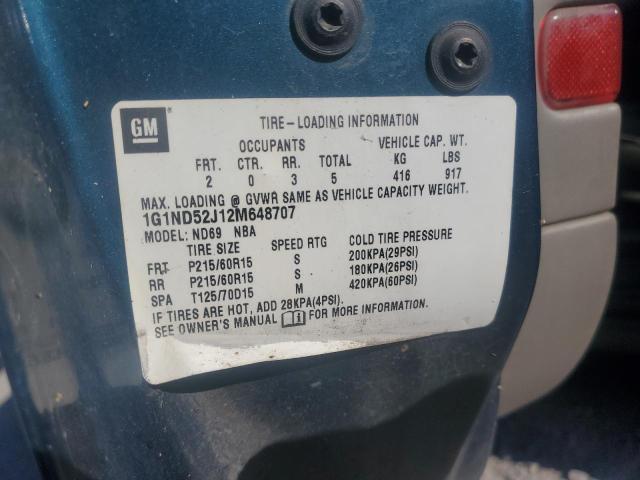 GM
TIRE-LOADING INFORMATION
OCCUPANTS VEHICLE CAP. WT.
FRT. CTR. RR. TOTAL KG LBS
2 0 3 5 416 917
MAX. LOADING @ GVWR SAME AS VEHICLE CAPACITY WEIGHT.
1G1ND52J12M648707
MODEL: ND69 NBA
TIRE SIZE SPEED RTG COLD TIRE PRESSURE
FRT P215/60R15 S 200KPA(29PSI)
RR P215/60R15 S 180KPA(26PSI)
SPA T125/70D15 M 420KPA(60PSI)
IF TIRES ARE HOT, ADD 28KPA(4PSI).
SEE OWNER'S MANUAL FOR MORE INFORMATION.